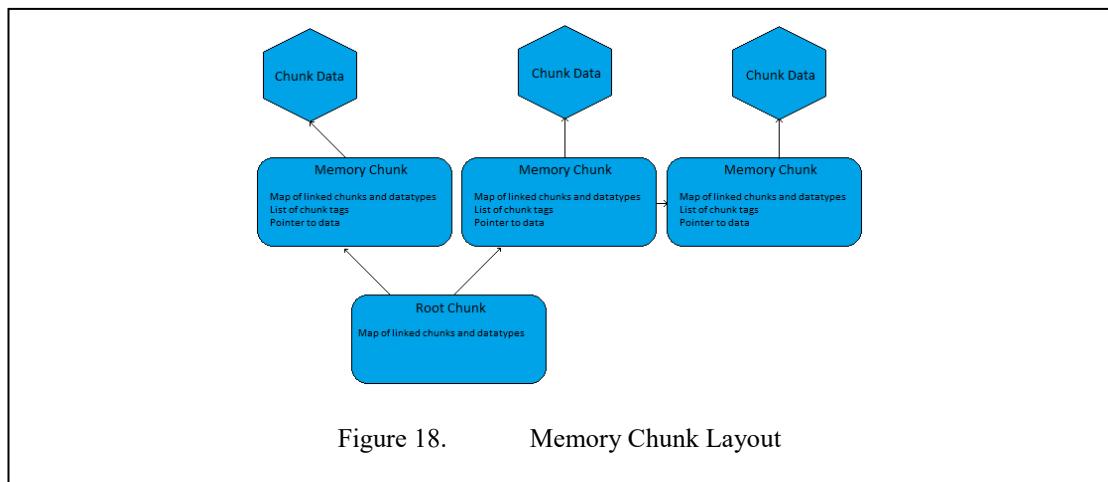 Chunk Data
Chunk Data
Chunk Data
Memory Chunk
Map of linked chunks and datatypes
List of chunk tags
Pointer to data
Memory Chunk
Map of linked chunks and datatypes
List of chunk tags
Pointer to data
Memory Chunk
Map of linked chunks and datatypes
List of chunk tags
Pointer to data
Root Chunk
Map of linked chunks and datatypes
Figure 18. Memory Chunk Layout